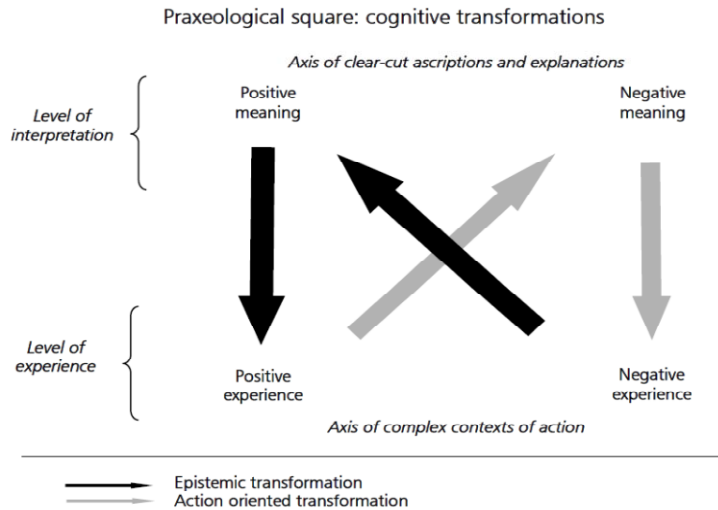 Praxeological square: cognitive transformations
Axis of clear-cut ascriptions and explanations
Level of
interpretation
Positive
meaning
Negative
meaning
Level of
experience
Positive
experience
Negative
experience
Axis of complex contexts of action
Epistemic transformation
Action oriented transformation